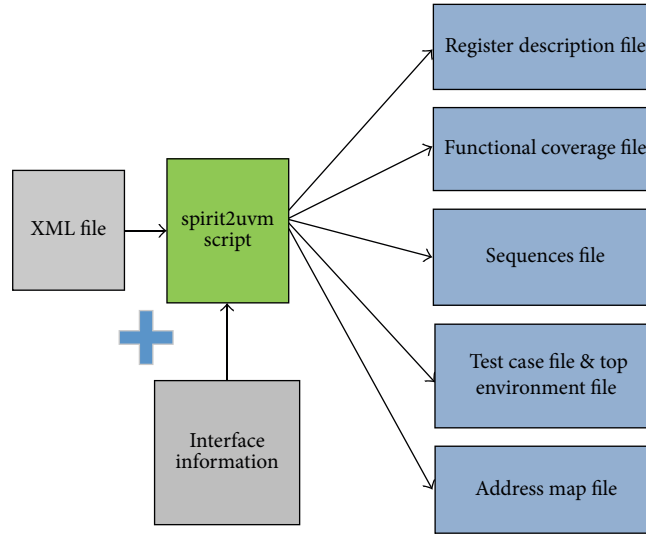 XML file
spirit2uvm
script
Interface
information
Register description file
Functional coverage file
Sequences file
Test case file & top
environment file
Address map file